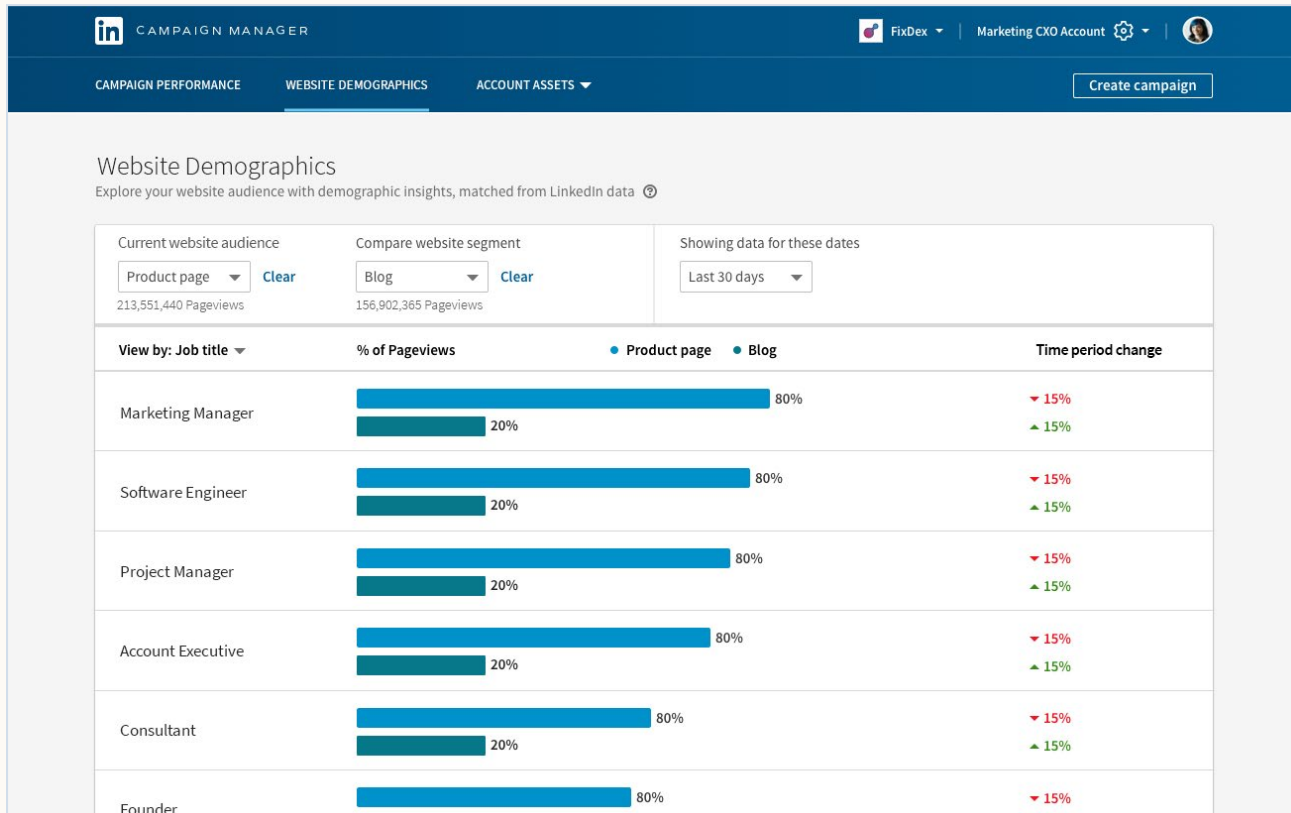 in CAMPAIGN MANAGER FixDex Marketing CXO Account
CAMPAIGN PERFORMANCE WEBSITE DEMOGRAPHICS ACCOUNT ASSETS Create campaign
Website Demographics
Explore your website audience with demographic insights, matched from LinkedIn data ?
Current website audience Compare website segment Showing data for these dates
Product page Clear Blog Clear Last 30 days
213,551,440 Pageviews 156,902,365 Pageviews
View by: Job title % of Pageviews Product page Blog Time period change
Marketing Manager
80% 15%
20% 15%
Software Engineer
80% 15%
20% 15%
Project Manager
80% 15%
20% 15%
Account Executive
80% 15%
20% 15%
Consultant
80% 15%
20% 15%
Founder
80% 15%